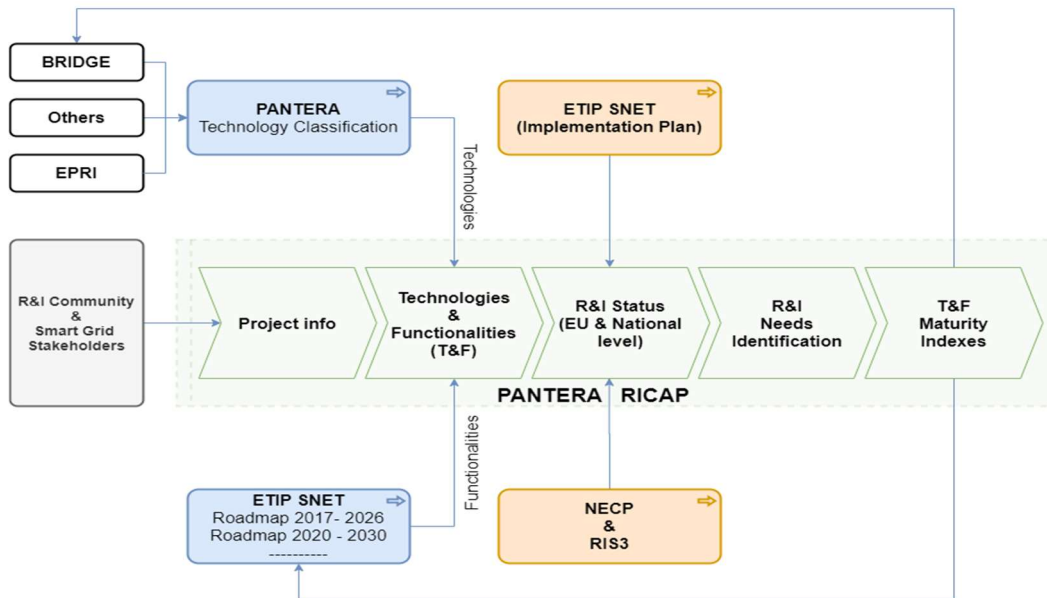 BRIDGE
Others
EPRI
PANTERA
Technology Classification
ETIP SNET
(Implementation Plan)
Technologies
R&I Community
&
Smart Grid
Stakeholders
Project info
Technologies
&
Functionalities
(T&F)
R&I Status
(EU & National
level)
R&I
Needs
Identification
T&F
Maturity
Indexes
PANTERA RICAP
Functionalities
ETIP SNET
Roadmap 2017- 2026
Roadmap 2020 - 2030
----------
NECP
&
RIS3